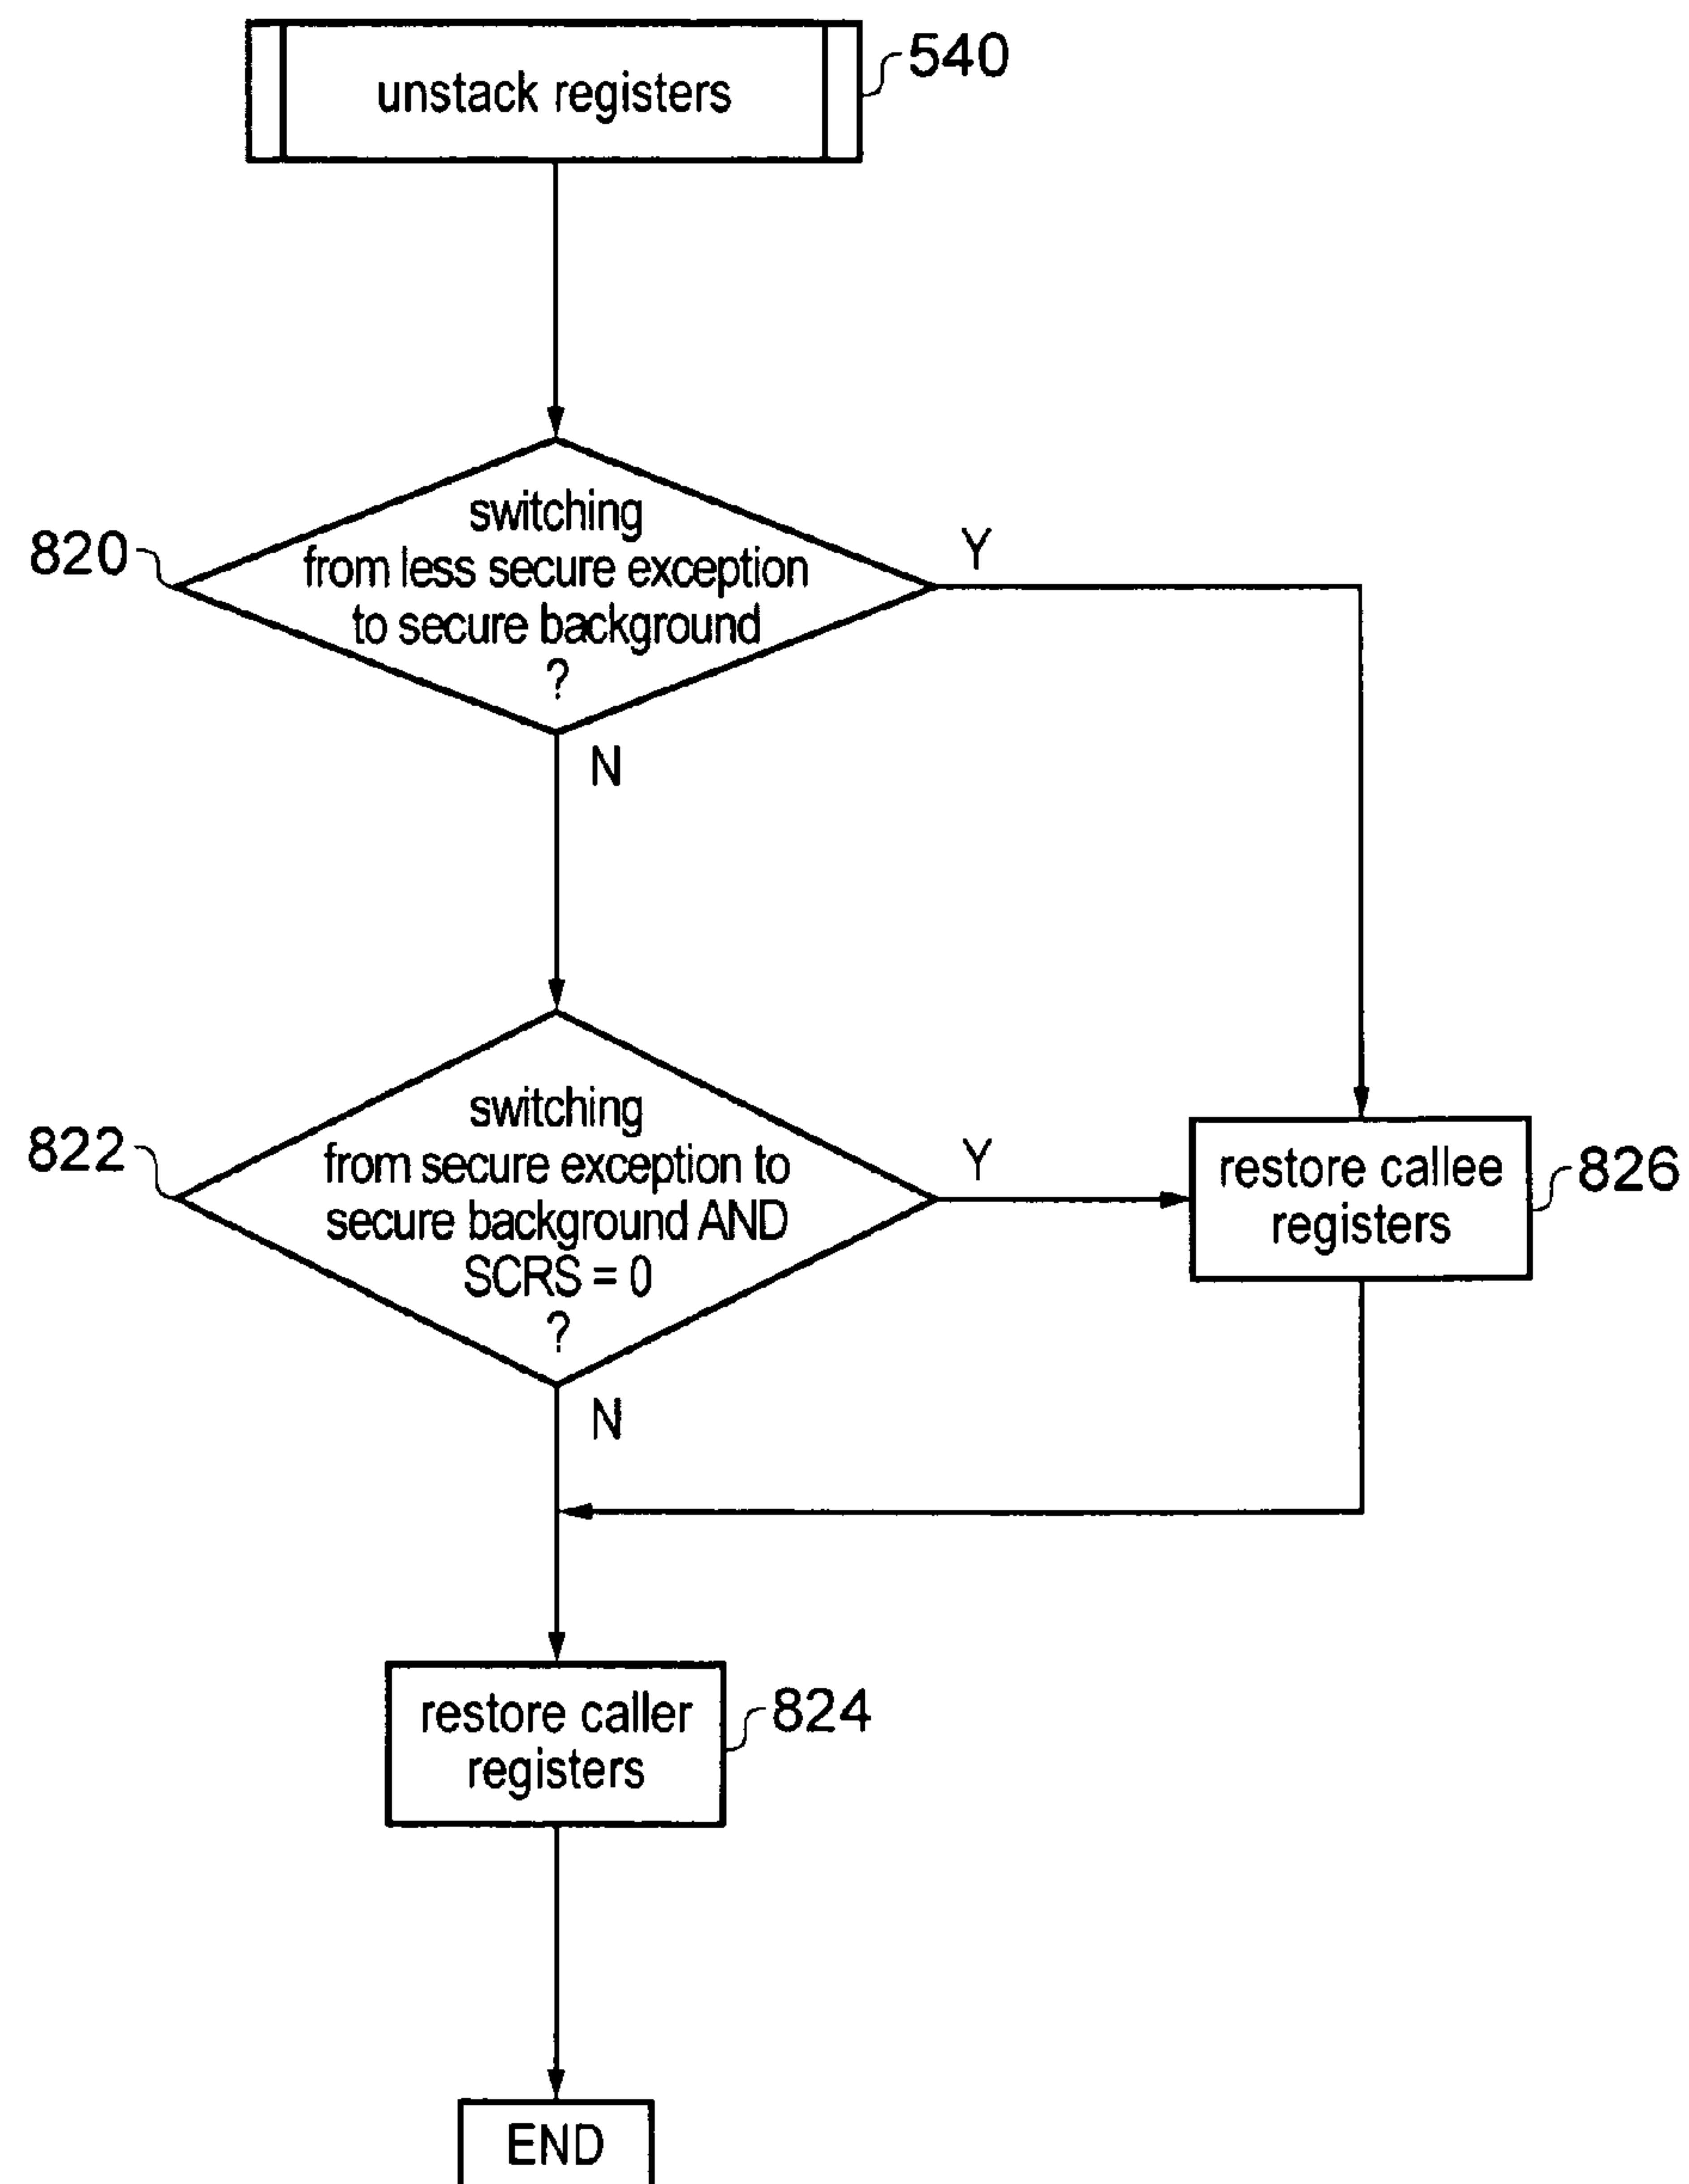 unstack registers
540
switching
from less secure exception
to secure background
?
820
Y
N
switching
from secure exception to
secure background AND
SCRS = 0
?
822
Y
N
restore callee
registers
826
restore caller
registers
824
END